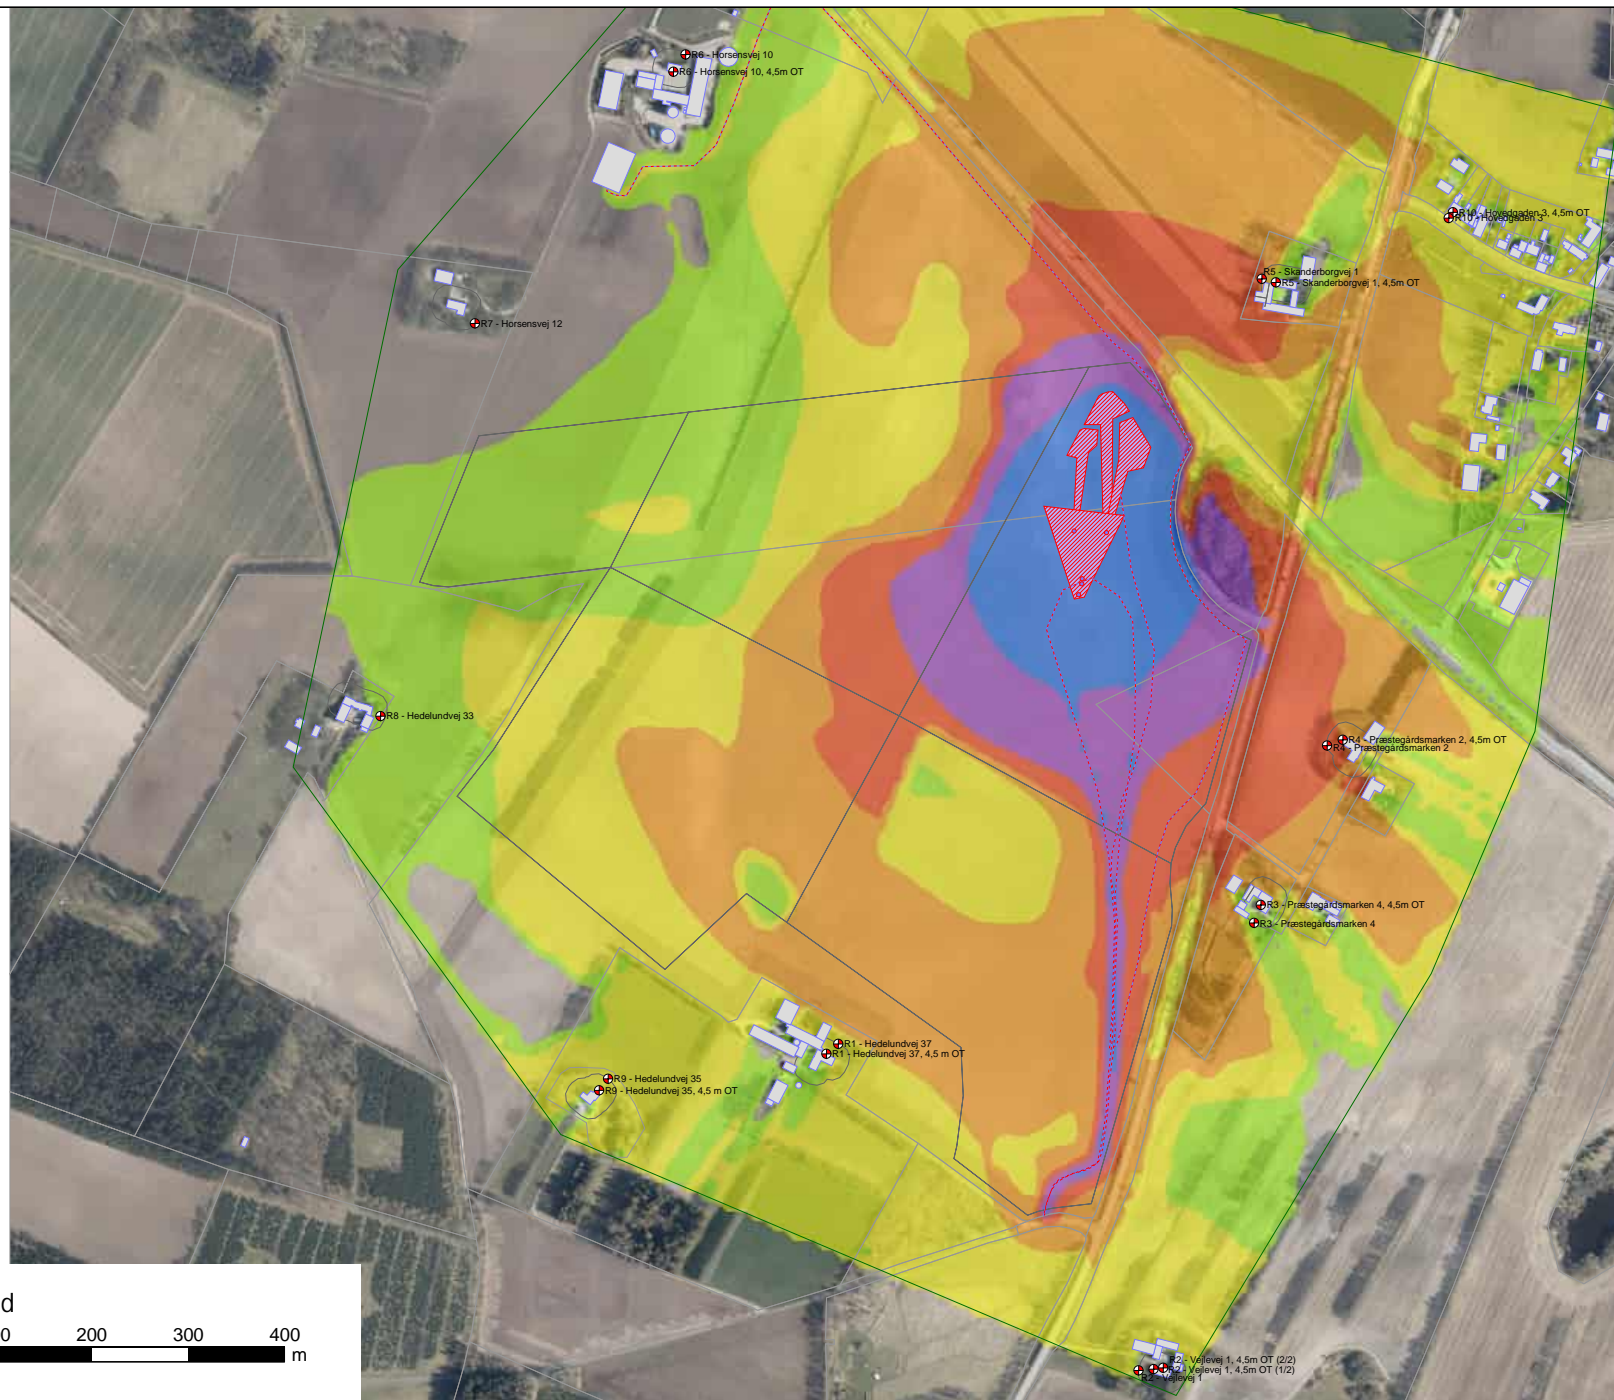 R6 - Horsensvej 10
R6 - Horsensvej 10, 4,5m OT
R10 - Hovedgaden 3, 4,5m OT
R10 - Hovedgaden 3
R5 - Skanderborgvej 1
R5 - Skanderborgvej 1, 4,5m OT
R7 - Horsensvej 12
R8 - Hedelundvej 33
R4 - Præstegårdsmarken 2, 4,5m OT
R4 - Præstegårdsmarken 2
R3 - Præstegårdsmarken 4, 4,5m OT
R3 - Præstegårdsmarken 4
R1 - Hedelundvej 37
R1 - Hedelundvej 37, 4,5 m OT
R9 - Hedelundvej 35
R9 - Hedelundvej 35, 4,5 m OT
d
0 200 300 400
m
R2 - Vejlevej 1, 4,5m OT (2/2)
R2 - Vejlevej 1, 4,5m OT (1/2)
R2 - Vejlevej 1